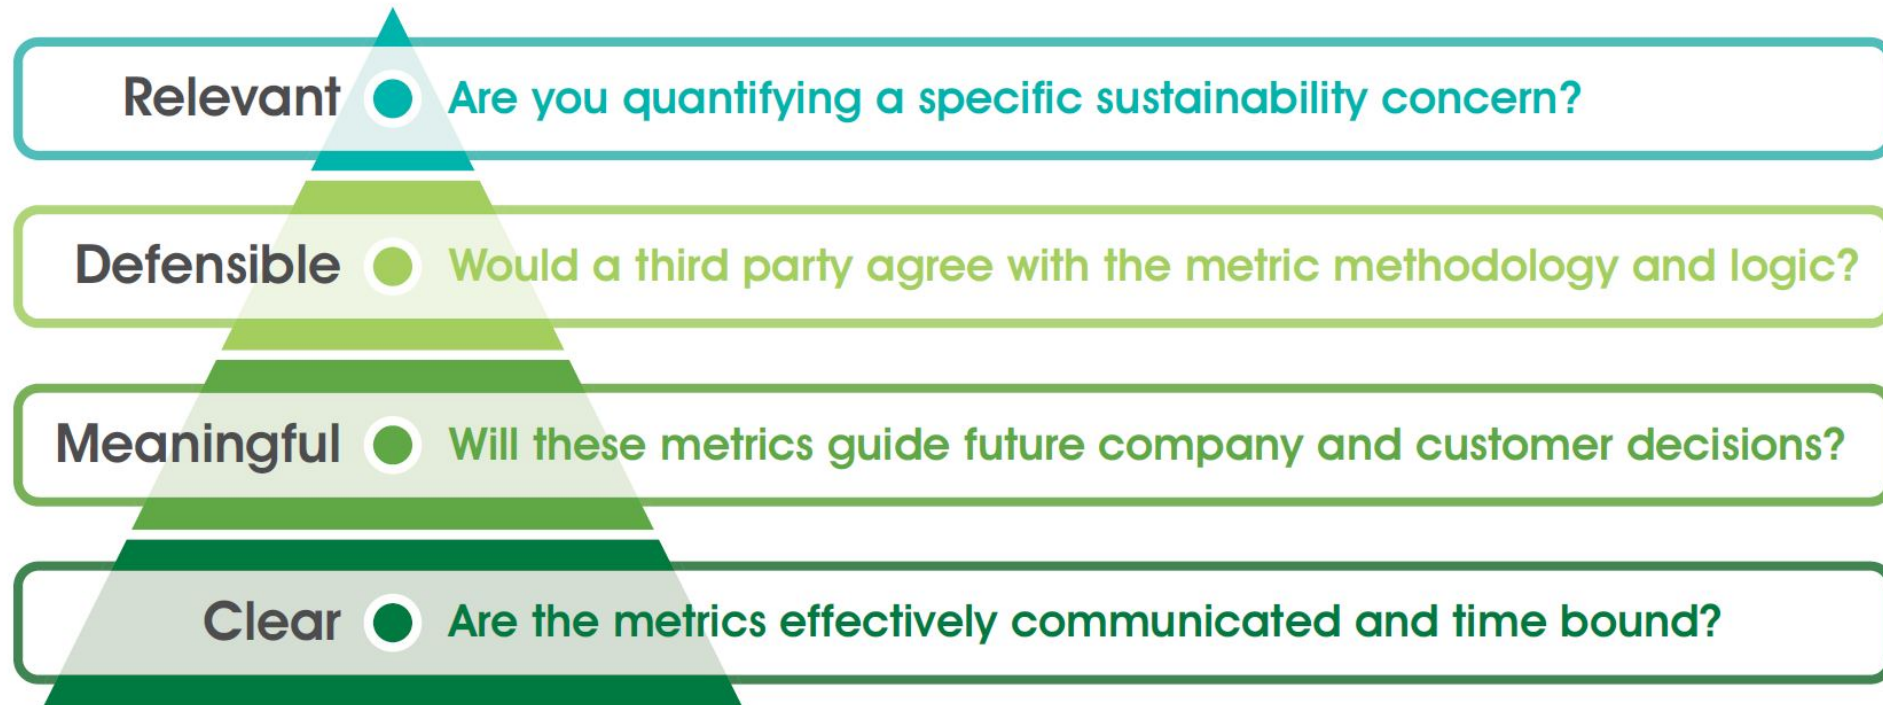 Relevant Are you quantifying a specific sustainability concern?
Defensible Would a third party agree with the metric methodology and logic?
Meaningful Will these metrics guide future company and customer decisions?
Clear Are the metrics effectively communicated and time bound?